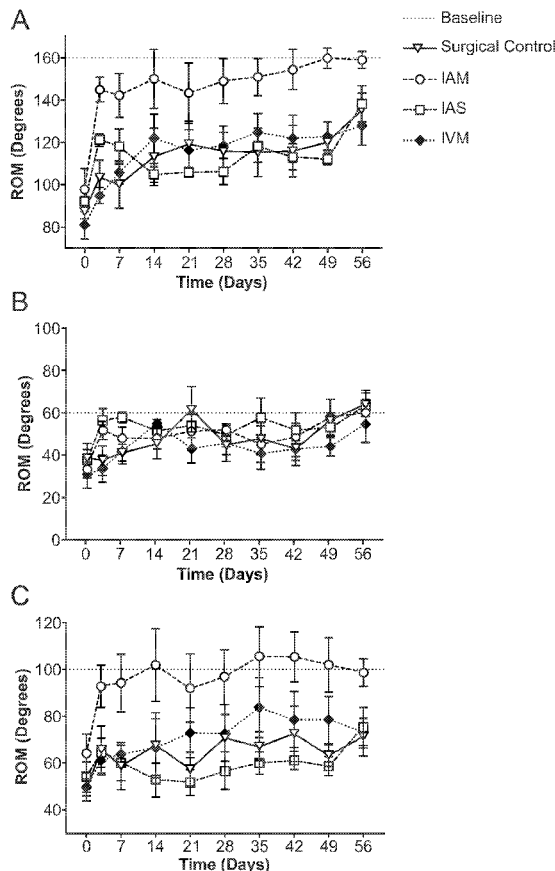 A
ROM (Degrees)
160
140
120
100
80
0 7 14 21 28 35 42 49 56
Time (Days)
Baseline
Surgical Control
IAM
IAS
IVM
B
ROM (Degrees)
100
80
60
40
20
0
0 7 14 21 28 35 42 49 56
Time (Days)
C
ROM (Degrees)
120
100
80
60
40
0 7 14 21 28 35 42 49 56
Time (Days)